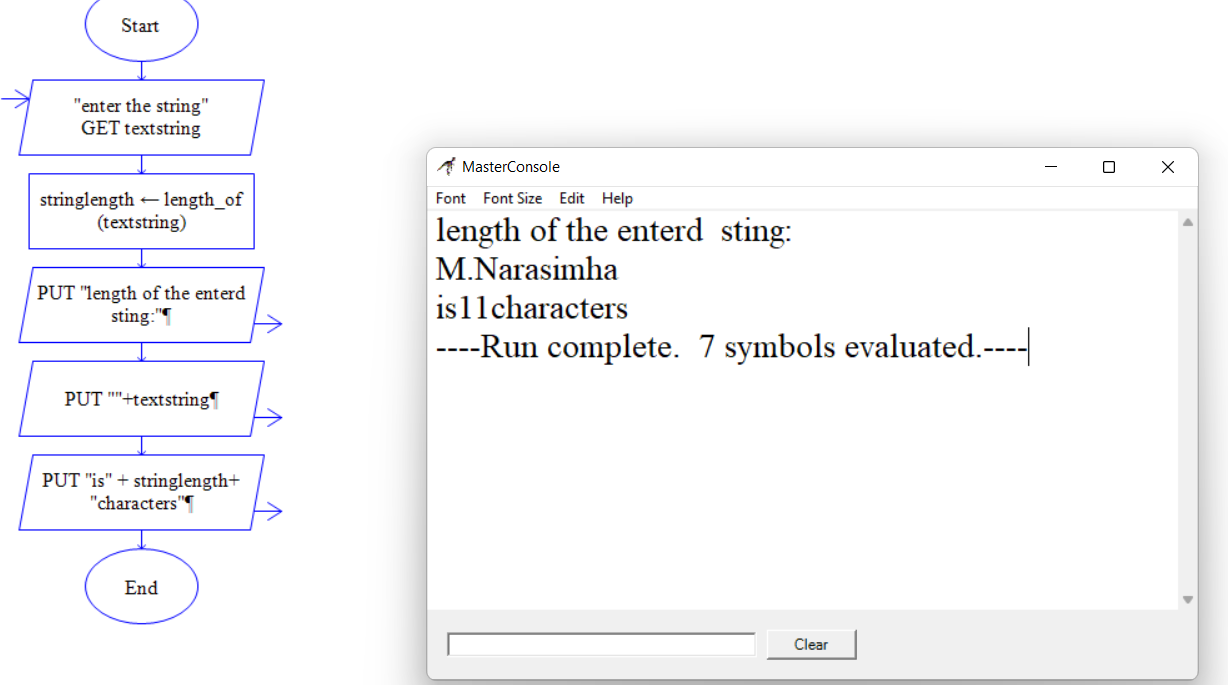 Start
"enter the string"
GET textstring
stringlength ← length_of
(textstring)
PUT "length of the enterd
sting:"¶
PUT ""+textstring¶
PUT "is" + stringlength+
"characters"¶
End
MasterConsole
Font Font Size Edit Help
length of the enterd  sting:
M.Narasimha
is11characters
----Run complete.  7 symbols evaluated.----
Clear